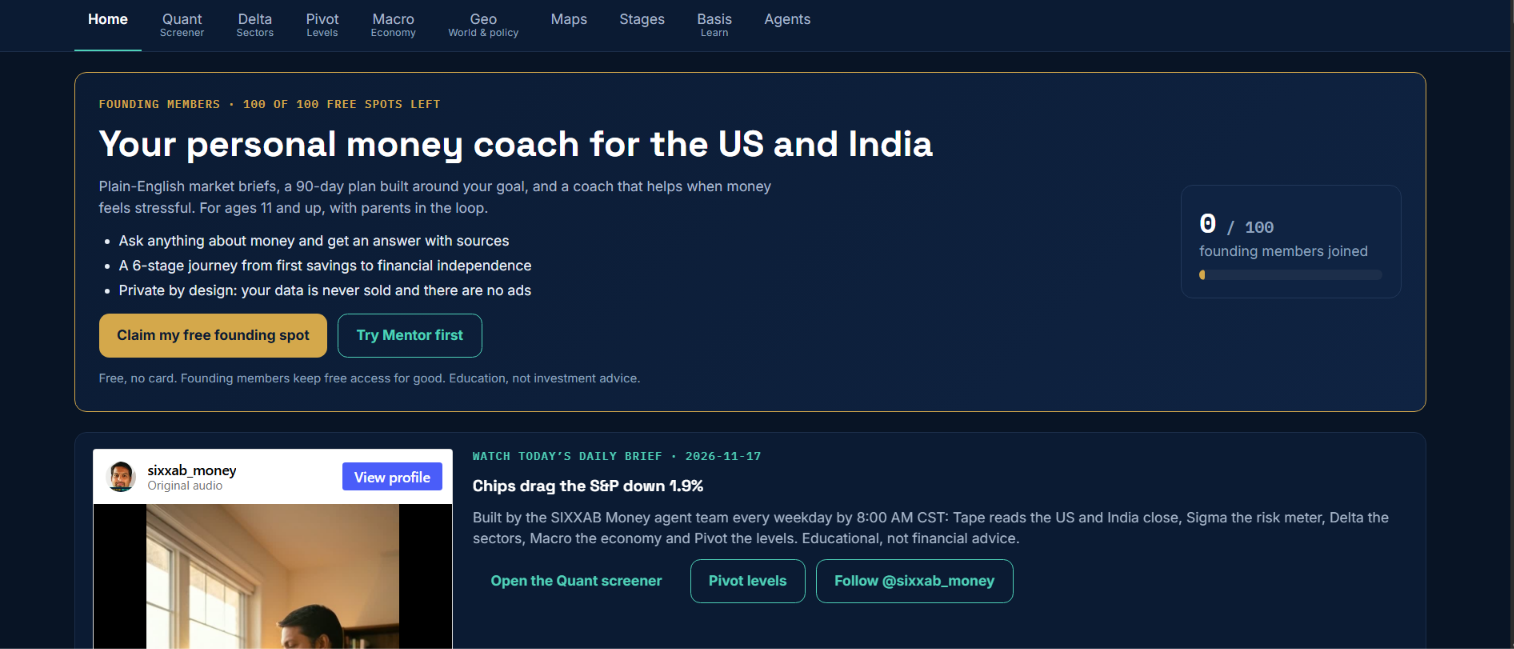 Home
Quant
Screener
Delta
Sectors
Pivot
Levels
Macro
Economy
Geo
World & policy
Maps
Stages
Basis
Learn
Agents
FOUNDING MEMBERS · 100 OF 100 FREE SPOTS LEFT
Your personal money coach for the US and India
Plain-English market briefs, a 90-day plan built around your goal, and a coach that helps when money
feels stressful. For ages 11 and up, with parents in the loop.
• Ask anything about money and get an answer with sources
• A 6-stage journey from first savings to financial independence
• Private by design: your data is never sold and there are no ads
Claim my free founding spot
Try Mentor first
Free, no card. Founding members keep free access for good. Education, not investment advice.
0 / 100
founding members joined
sixxab_money
Original audio
View profile
WATCH TODAY’S DAILY BRIEF · 2026-11-17
Chips drag the S&P down 1.9%
Built by the SIXXAB Money agent team every weekday by 8:00 AM CST: Tape reads the US and India close, Sigma the risk meter, Delta the
sectors, Macro the economy and Pivot the levels. Educational, not financial advice.
Open the Quant screener
Pivot levels
Follow @sixxab_money